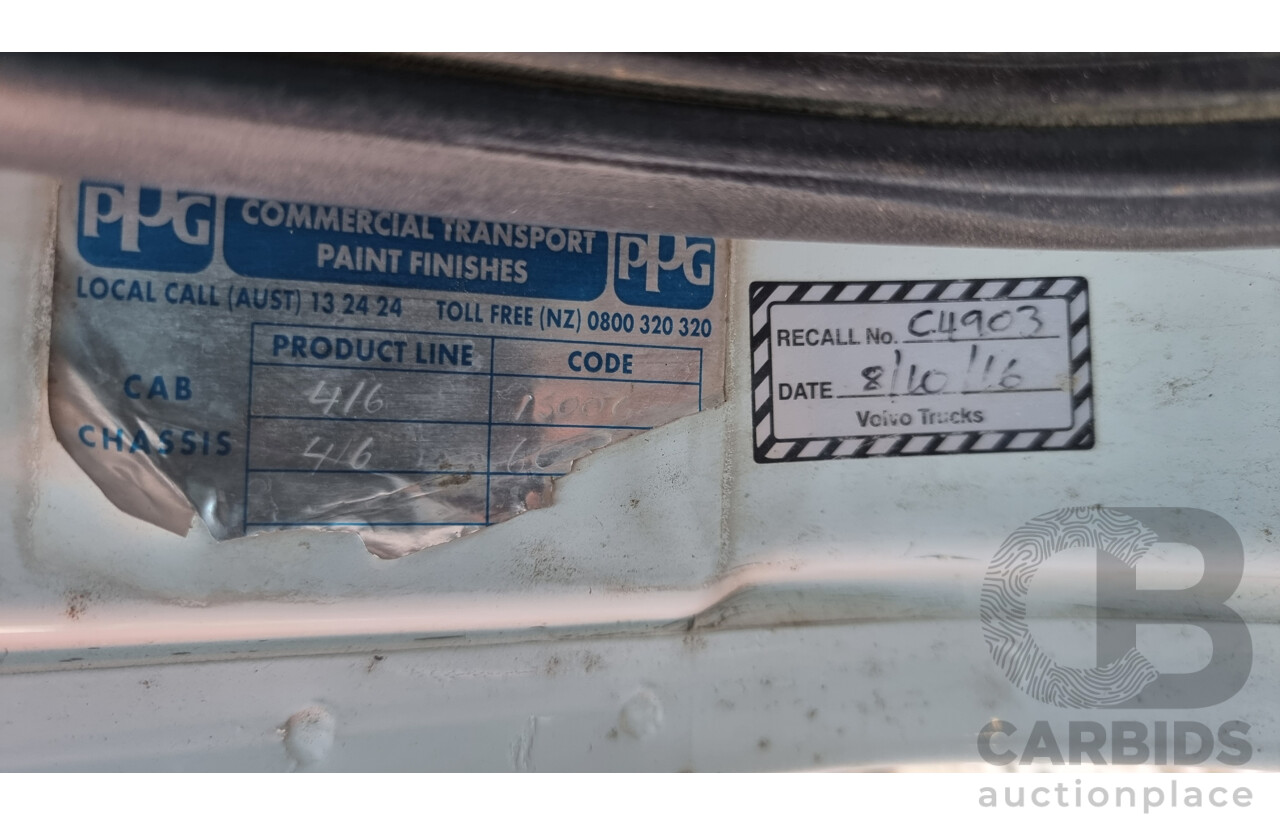 PPG COMMERCIAL TRANSPORT PAINT FINISHES PPG
LOCAL CALL (AUST) 13 24 24 TOLL FREE (NZ) 0800 320 320
PRODUCT LINE CODE
CAB 416
CHASSIS 416
RECALL No. C4903
DATE 8/10/16
Volvo Trucks
CB
CARBIDS
auctionplace